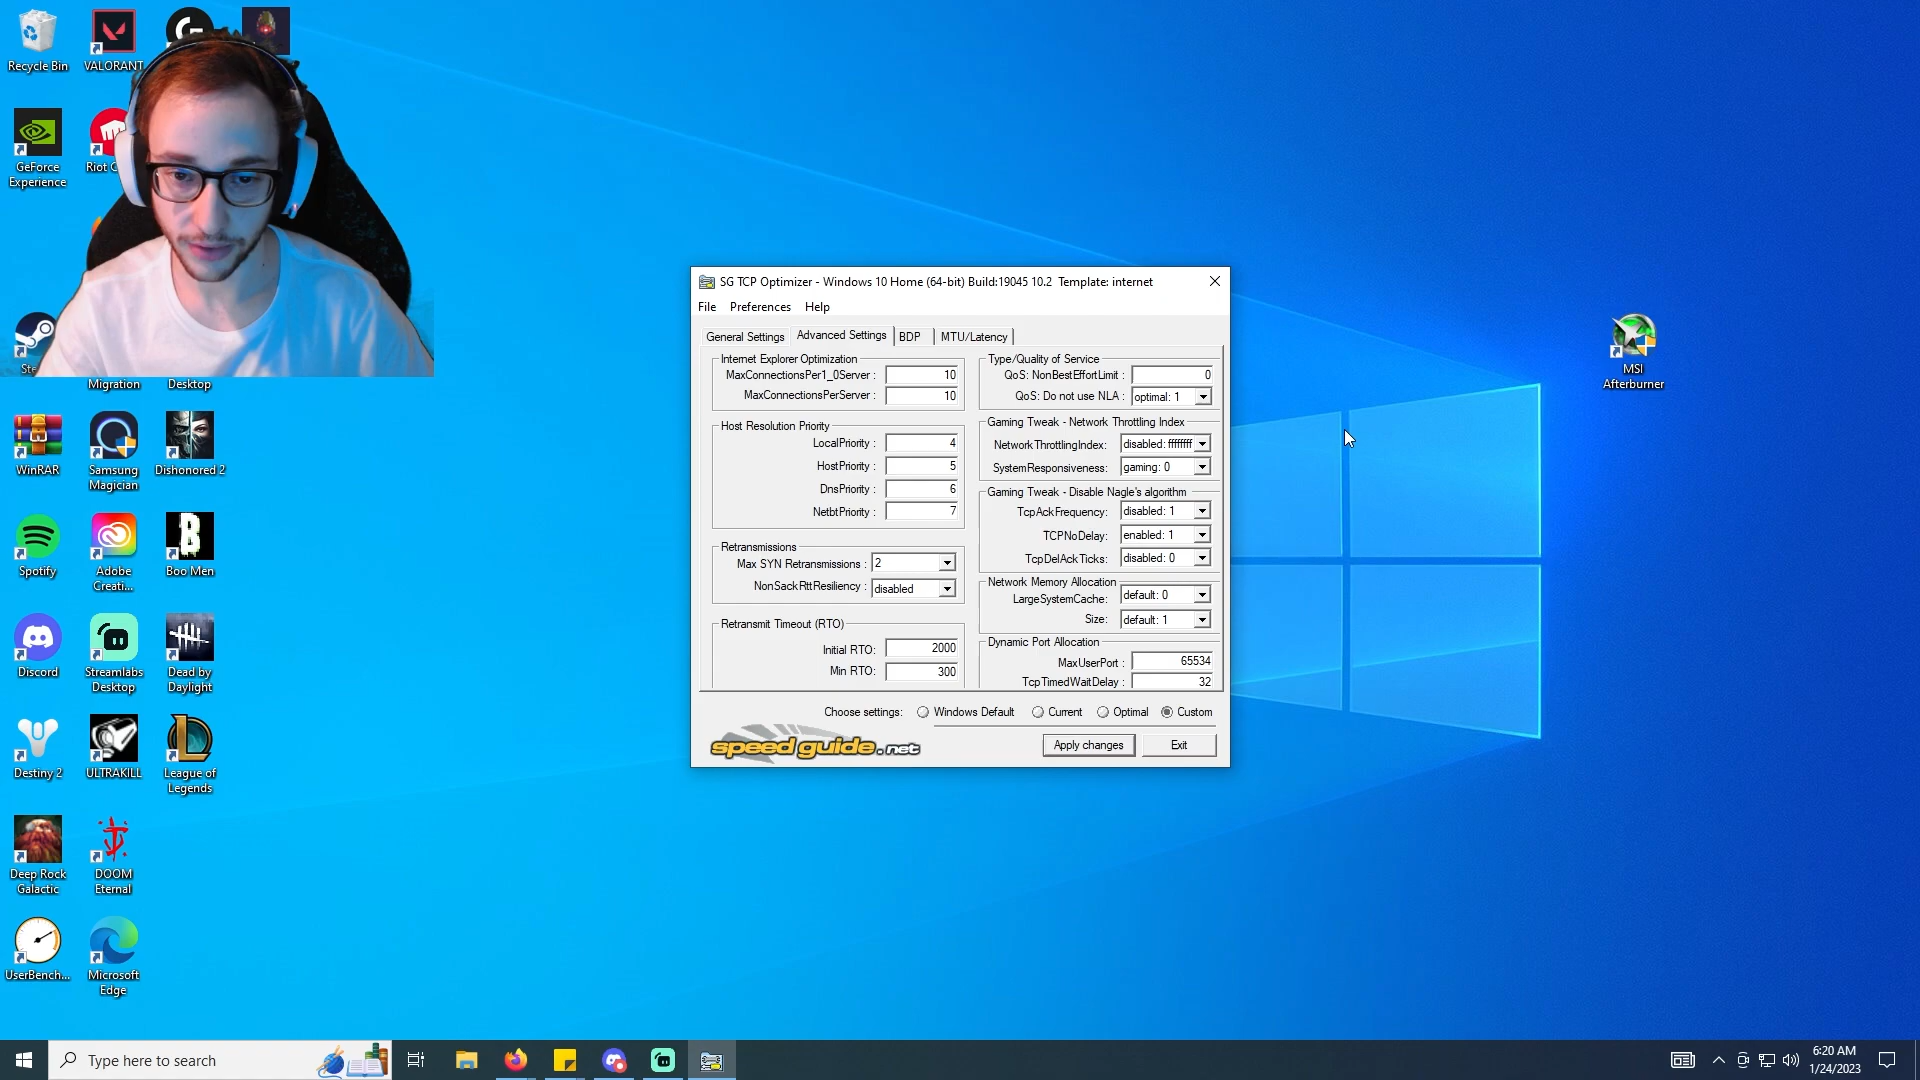 Recycle Bin
VALORANT
GeForce
Experience
Riot C
Ste
Migration
Desktop
WinRAR
Samsung
Magician
Dishonored 2
Spotify
Adobe
Creati...
B
Boo Men
Discord
Streamlabs
Desktop
Dead by
Daylight
Destiny 2
ULTRAKILL
League of
Legends
Deep Rock
Galactic
DOOM
Eternal
UserBench...
Microsoft
Edge
MSI
Afterburner
SG TCP Optimizer - Windows 10 Home (64-bit) Build:19045 10.2 Template: internet
File Preferences Help
General Settings Advanced Settings BDP MTU/Latency
Internet Explorer Optimization
MaxConnectionsPer1_0Server : 10
MaxConnectionsPerServer : 10
Host Resolution Priority
LocalPriority : 4
HostPriority : 5
DnsPriority : 6
NetbtPriority : 7
Retransmissions
Max SYN Retransmissions : 2
NonSackRttResiliency : disabled
Retransmit Timeout (RTO)
Initial RTO: 2000
Min RTO: 300
Type/Quality of Service
QoS: NonBestEffortLimit : 0
QoS: Do not use NLA : optimal: 1
Gaming Tweak - Network Throttling Index
NetworkThrottlingIndex: disabled: ffffffff
SystemResponsiveness: gaming: 0
Gaming Tweak - Disable Nagle's algorithm
TcpAckFrequency: disabled: 1
TCPNoDelay: enabled: 1
TcpDelAckTicks: disabled: 0
Network Memory Allocation
LargeSystemCache: default: 0
Size: default: 1
Dynamic Port Allocation
MaxUserPort : 65534
TcpTimedWaitDelay : 32
Choose settings: Windows Default Current Optimal Custom
speedguide.net
Apply changes Exit
Type here to search
6:20 AM
1/24/2023